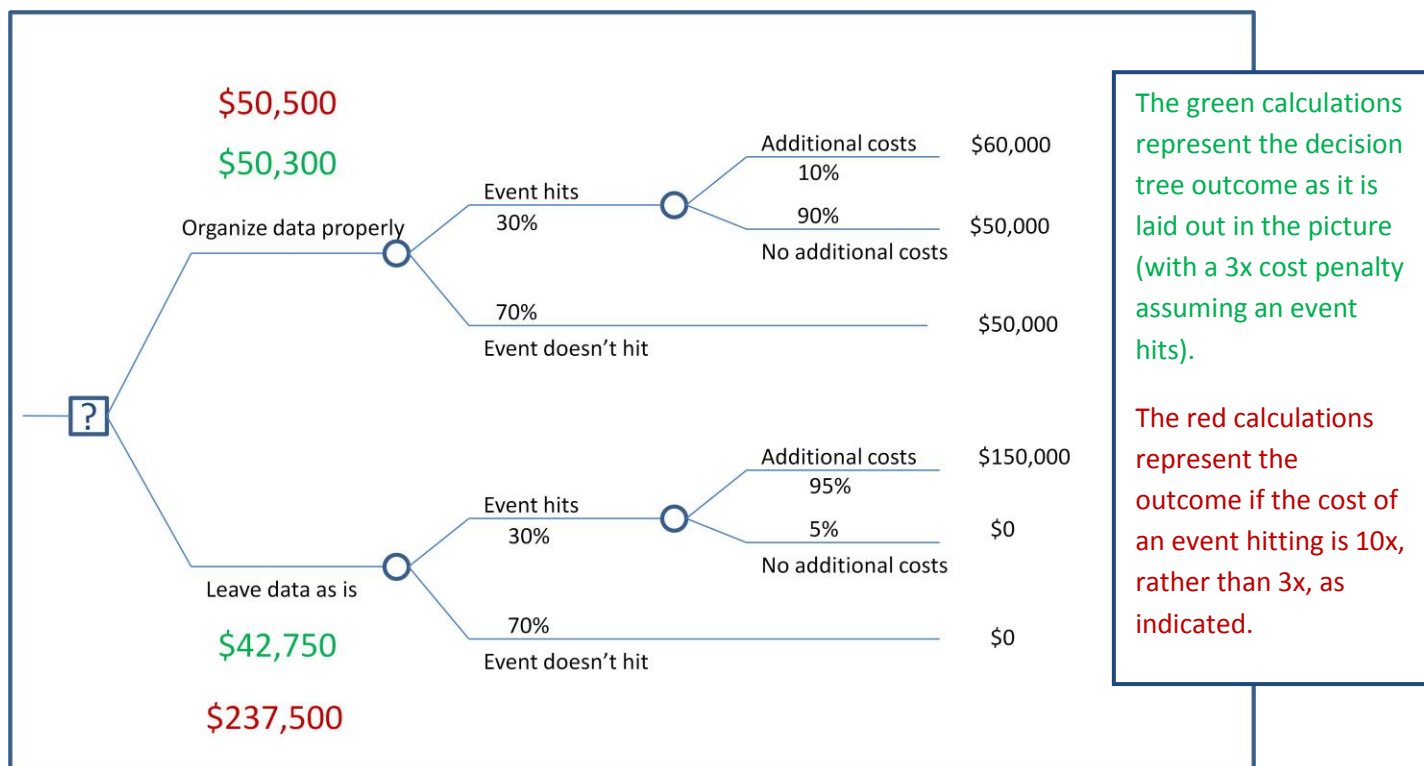 $50,500
$50,300
Organize data properly
Event hits
30%
Additional costs
10%
$60,000
90%
No additional costs
$50,000
70%
Event doesn't hit
$50,000
?
Leave data as is
$42,750
$237,500
Event hits
30%
Additional costs
95%
$150,000
5%
No additional costs
$0
70%
Event doesn't hit
$0
The green calculations
represent the decision
tree outcome as it is
laid out in the picture
(with a 3x cost penalty
assuming an event
hits).
The red calculations
represent the
outcome if the cost of
an event hitting is 10x,
rather than 3x, as
indicated.